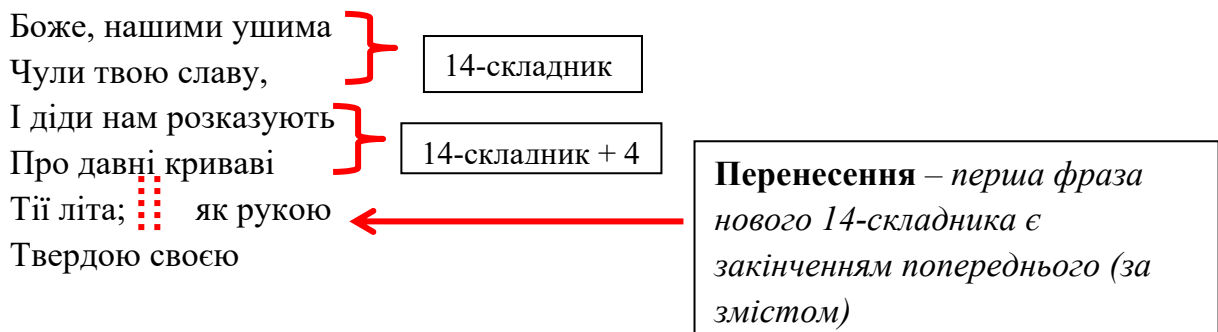 Боже, нашими ушима
Чули твою славу,
14-складник
І діди нам розказують
Про давні криваві
14-складник + 4
Тії літа; як рукою
Твердою своєю
Перенесення – перша фраза
нового 14-складника є
закінченням попереднього (за
змістом)